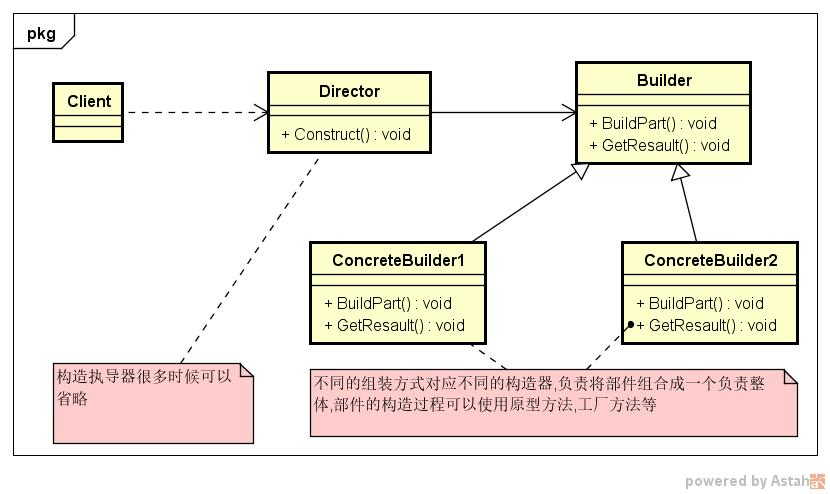 pkg
Client
Director
+ Construct() : void
Builder
+ BuildPart() : void
+ GetResault() : void
ConcreteBuilder1
+ BuildPart() : void
+ GetResault() : void
ConcreteBuilder2
+ BuildPart() : void
+ GetResault() : void
构造执导器很多时候可以
省略
不同的组装方式对应不同的构造器,负责将部件组合成一个负责整
体,部件的构造过程可以使用原型方法,工厂方法等
powered by Astah